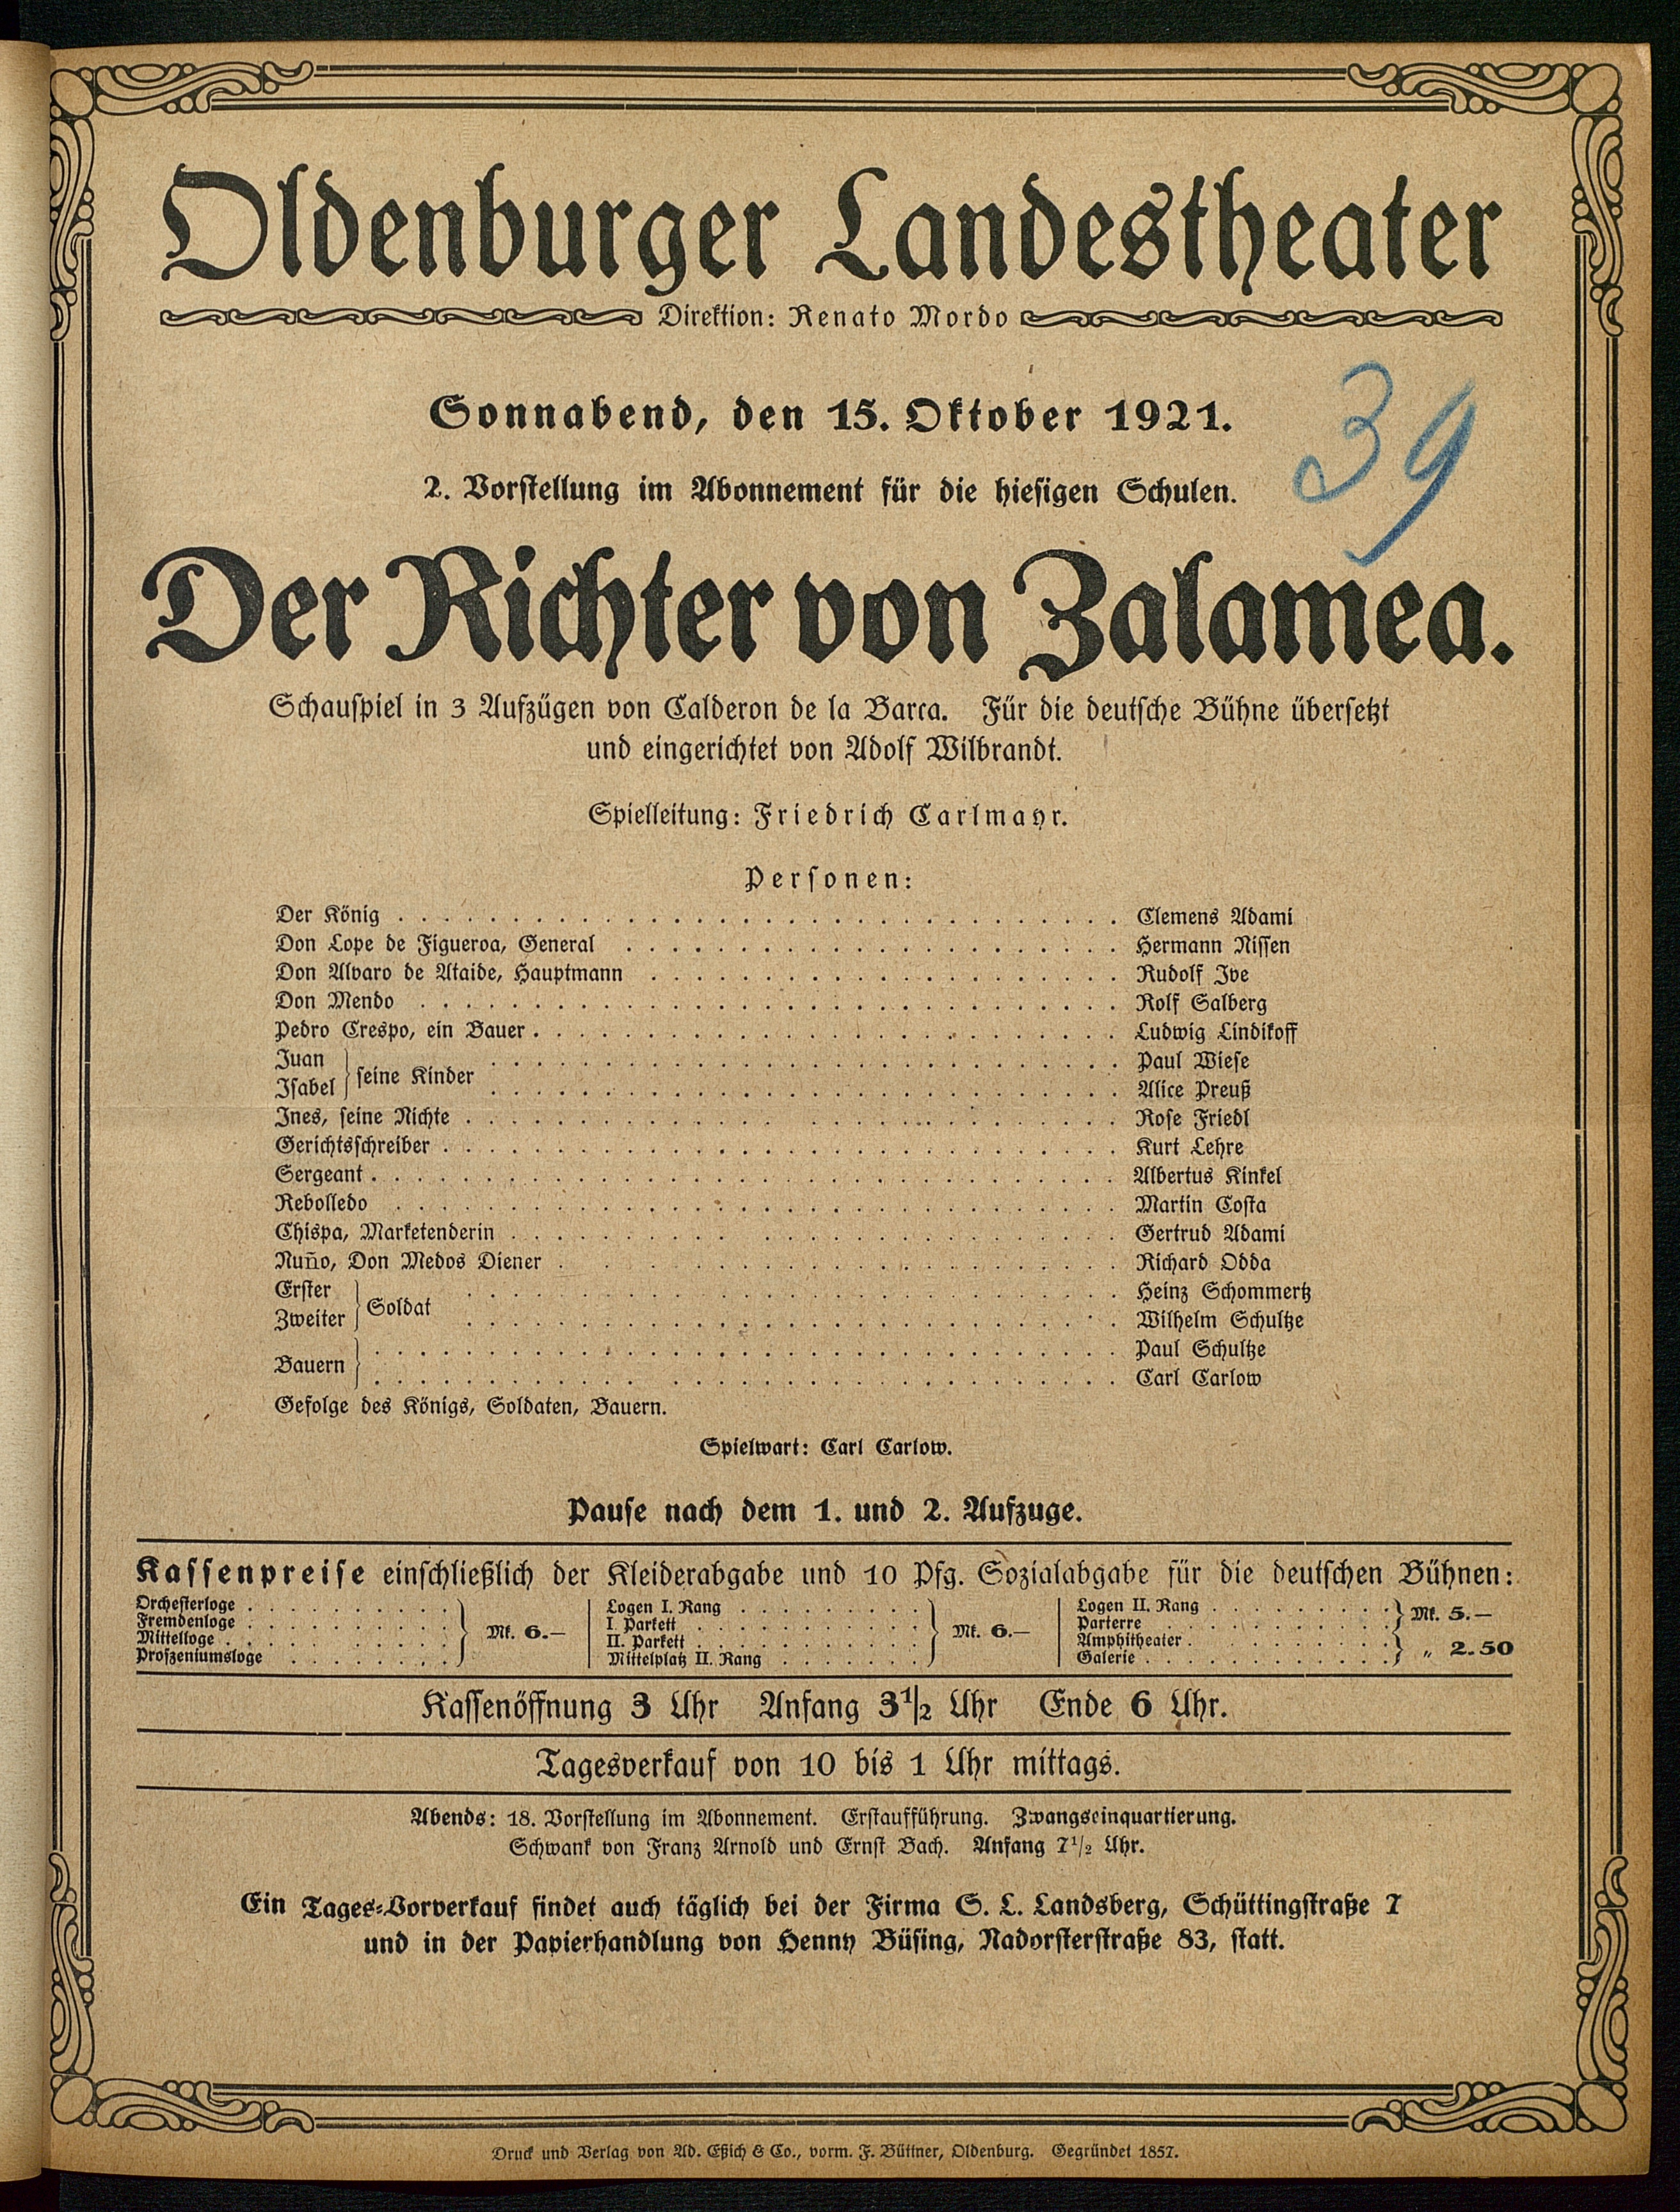 Oldenburger Landestheater
Direktion: Renato Mordo
Sonnabend, den 15. Oktober 1921.
39
2. Vorstellung im Abonnement für die hiesigen Schulen.
Der Richter von Zalamea.
Schauspiel in 3 Aufzügen von Calderon de la Barca. Für die deutsche Bühne übersetzt
und eingerichtet von Adolf Wilbrandt.
Spielleitung: Friedrich Carlmayr.
Personen:
Der König . . . . . Clemens Adami
Don Lope de Figueroa, General . . . . . Hermann Nissen
Don Alvaro de Ataide, Hauptmann . . . . . Rudolf Ive
Don Mendo . . . . . Rolf Salberg
Pedro Crespo, ein Bauer . . . . . Ludwig Lindikoff
Juan . . . . . Paul Wiese
} seine Kinder
Isabel . . . . . Alice Preuß
Ines, seine Nichte . . . . . Rose Friedl
Gerichtsschreiber . . . . . Kurt Lehre
Sergeant . . . . . Albertus Kinkel
Rebolledo . . . . . Martin Costa
Chispa, Marketenderin . . . . . Gertrud Adami
Nuño, Don Medos Diener . . . . . Richard Odda
Erster . . . . . Heinz Schommertz
} Soldat
Zweiter . . . . . Wilhelm Schultze
Bauern } . . . . . Paul Schultze
. . . . . Carl Carlow
Gefolge des Königs, Soldaten, Bauern.
Spielwart: Carl Carlow.
Pause nach dem 1. und 2. Aufzuge.
Kassenpreise einschließlich der Kleiderabgabe und 10 Pfg. Sozialabgabe für die deutschen Bühnen:
Orchesterloge
Fremdenloge
Mittelloge
Proszeniumsloge
} Mk. 6.—
Logen I. Rang
I. Parkett
II. Parkett
Mittelplatz II. Rang
} Mk. 6.—
Logen II. Rang
Parterre
} Mk. 5.—
Amphitheater
Galerie
} „ 2.50
Kassenöffnung 3 Uhr Anfang 3½ Uhr Ende 6 Uhr.
Tagesverkauf von 10 bis 1 Uhr mittags.
Abends: 18. Vorstellung im Abonnement. Erstaufführung. Zwangseinquartierung.
Schwank von Franz Arnold und Ernst Bach. Anfang 7½ Uhr.
Ein Tages-Vorverkauf findet auch täglich bei der Firma S. L. Landsberg, Schüttingstraße 7
und in der Papierhandlung von Henny Büsing, Nadorsterstraße 83, statt.
Druck und Verlag von Ad. Eßich & Co., vorm. F. Büttner, Oldenburg. Gegründet 1857.